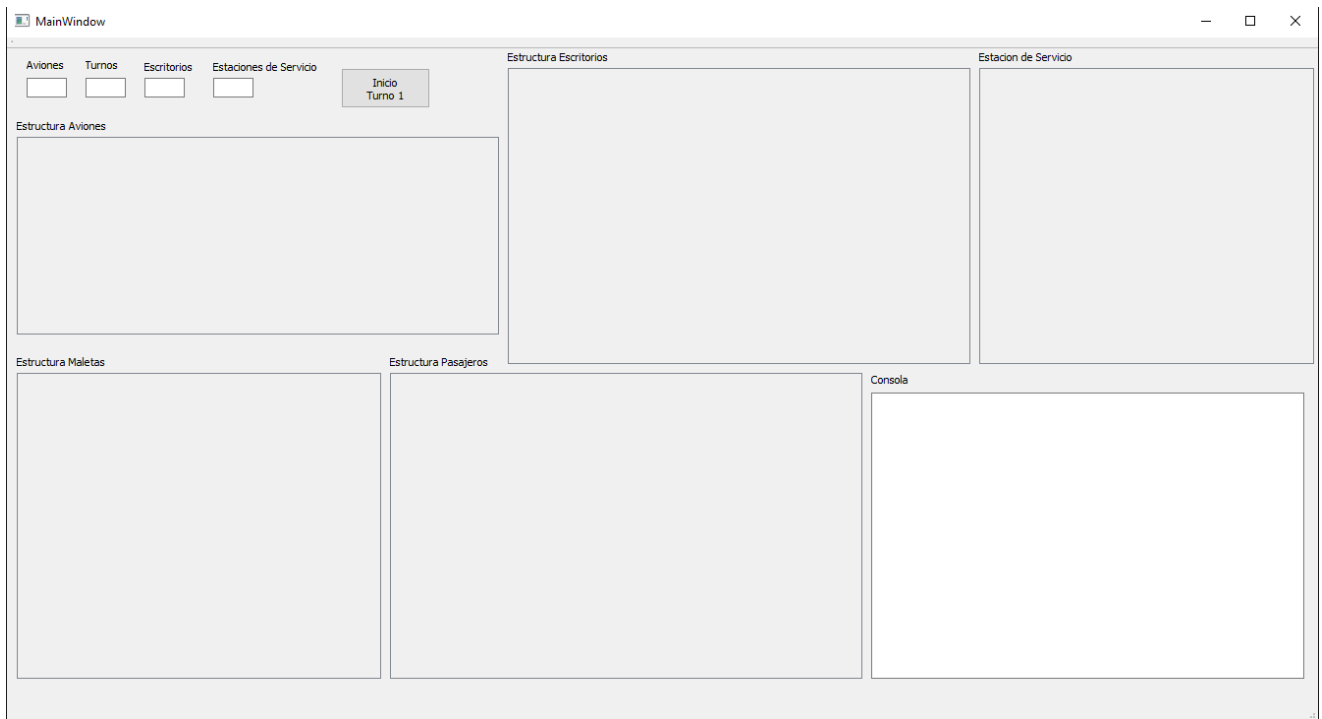 MainWindow
Aviones
Turnos
Escritorios
Estaciones de Servicio
Inicio
Turno 1
Estructura Escritorios
Estacion de Servicio
Estructura Aviones
Estructura Maletas
Estructura Pasajeros
Consola